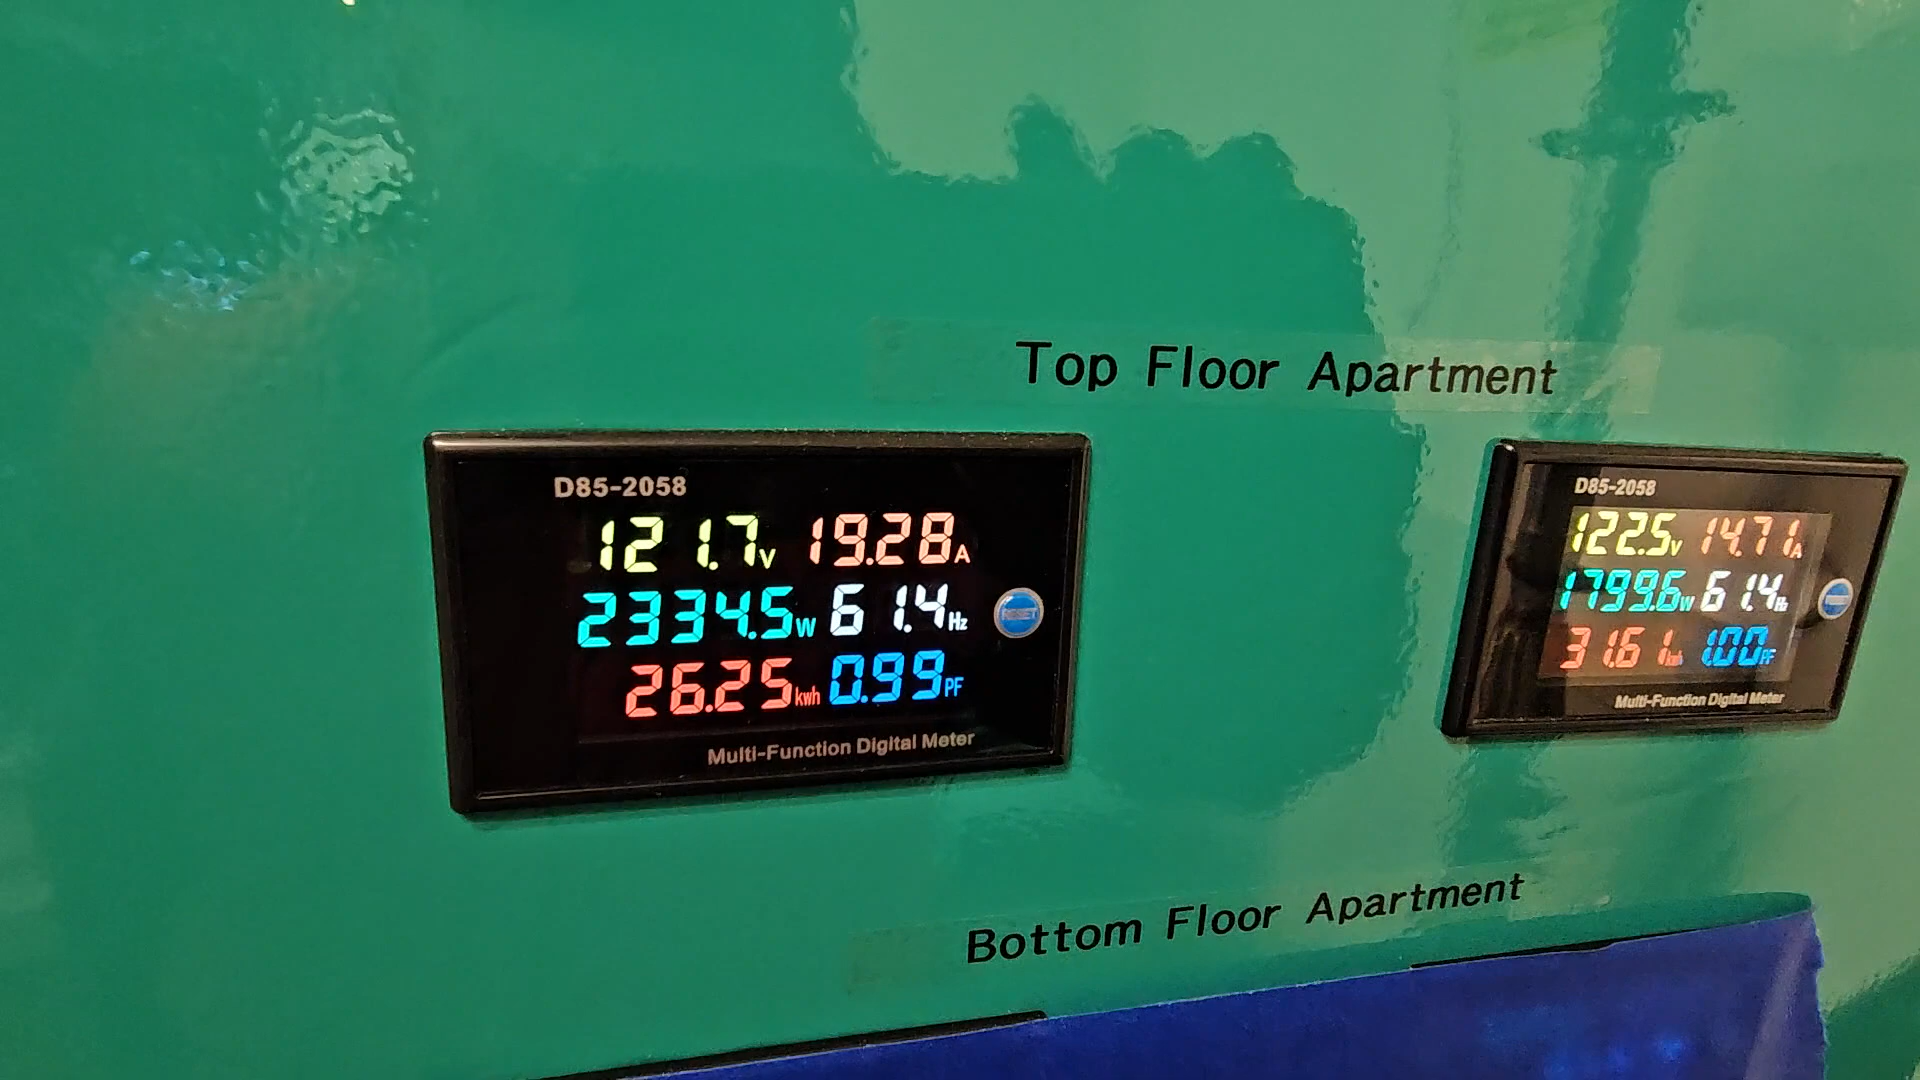 Top Floor Apartment
D85-2058
121.7V 19.28A
2334.5W 61.4Hz
26.25kwh 0.99PF
RESET
Multi-Function Digital Meter
D85-2058
122.5V 14.71A
1799.6W 61.4Hz
31.61kwh 1.00PF
Multi-Function Digital Meter
Bottom Floor Apartment